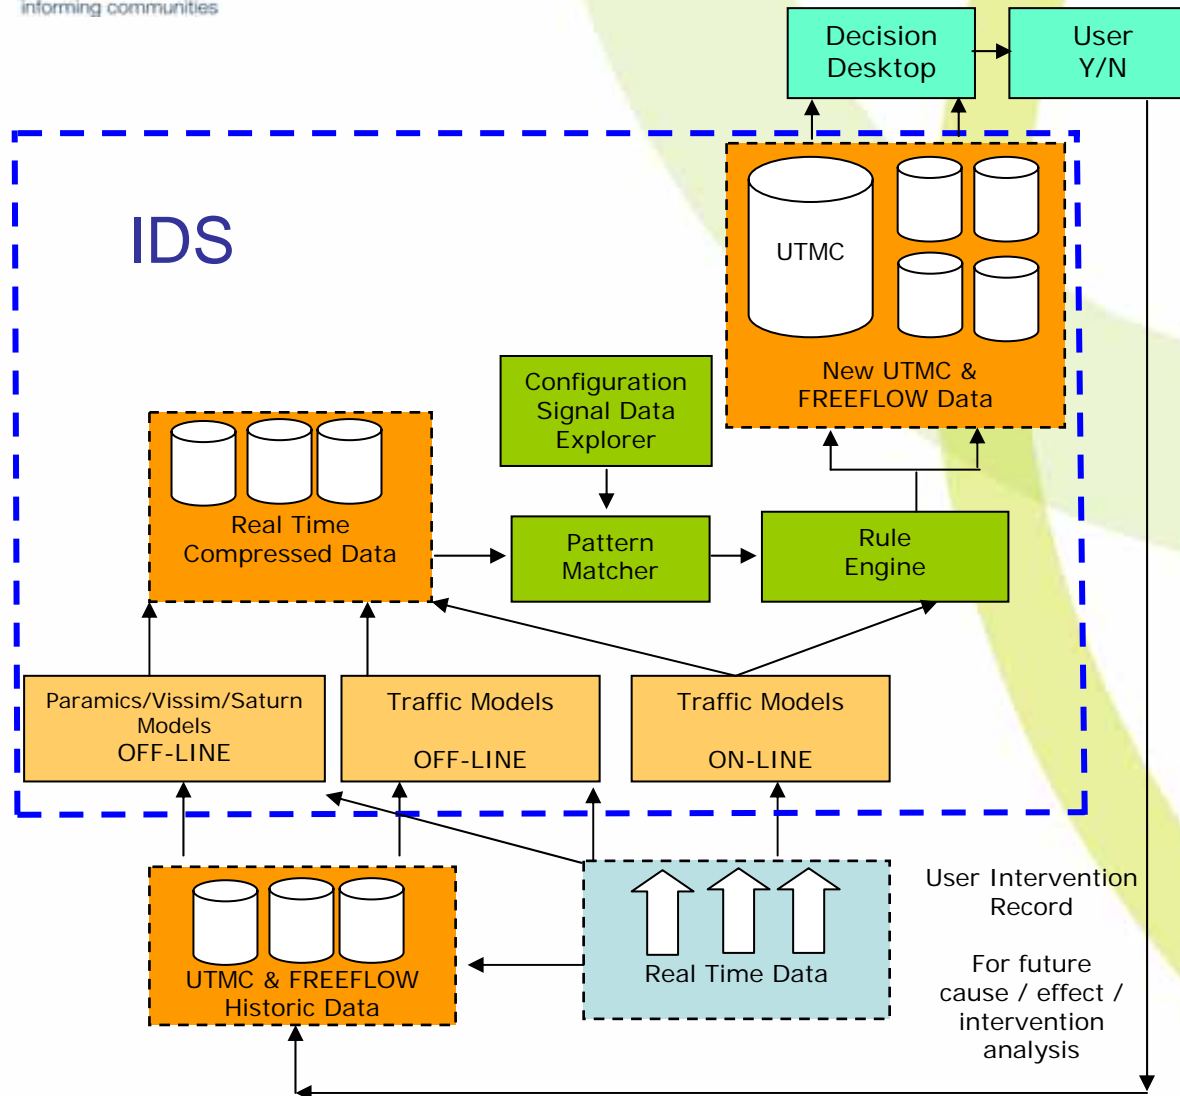 informing communities
Decision
Desktop
User
Y/N
IDS
UTMC
New UTMC &
FREEFLOW Data
Configuration
Signal Data
Explorer
Real Time
Compressed Data
Pattern
Matcher
Rule
Engine
Paramics/Vissim/Saturn
Models
OFF-LINE
Traffic Models
OFF-LINE
Traffic Models
ON-LINE
UTMC & FREEFLOW
Historic Data
Real Time Data
User Intervention
Record
For future
cause / effect /
intervention
analysis